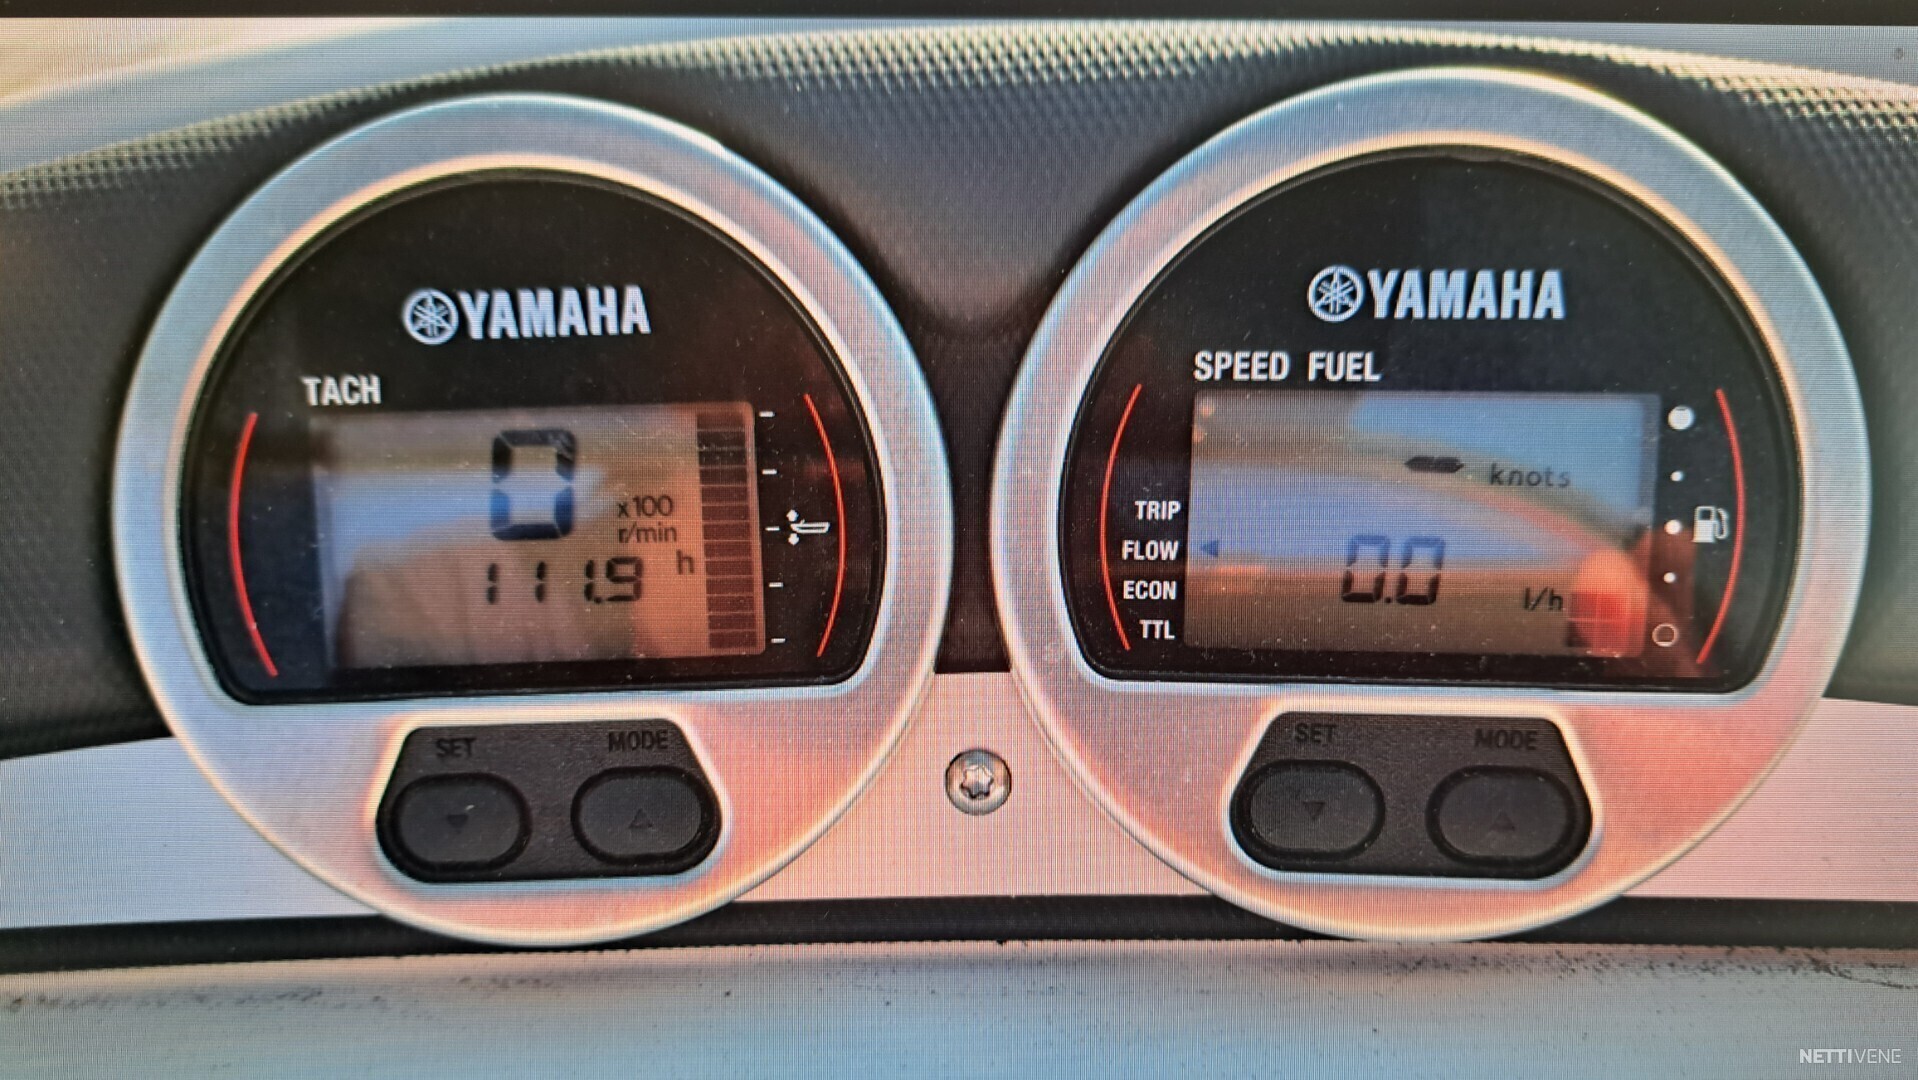 YAMAHA
TACH
0
x100
r/min
111.9 h
SET MODE
YAMAHA
SPEED FUEL
- knots
TRIP
FLOW
ECON
TTL
0.0 l/h
SET MODE
NETTIVENE